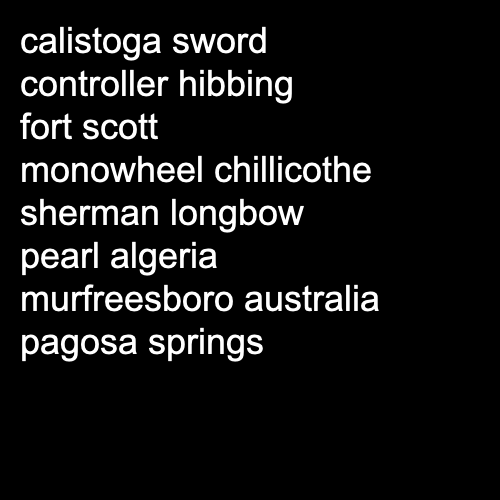 calistoga sword
controller hibbing
fort scott
monowheel chillicothe
sherman longbow
pearl algeria
murfreesboro australia
pagosa springs